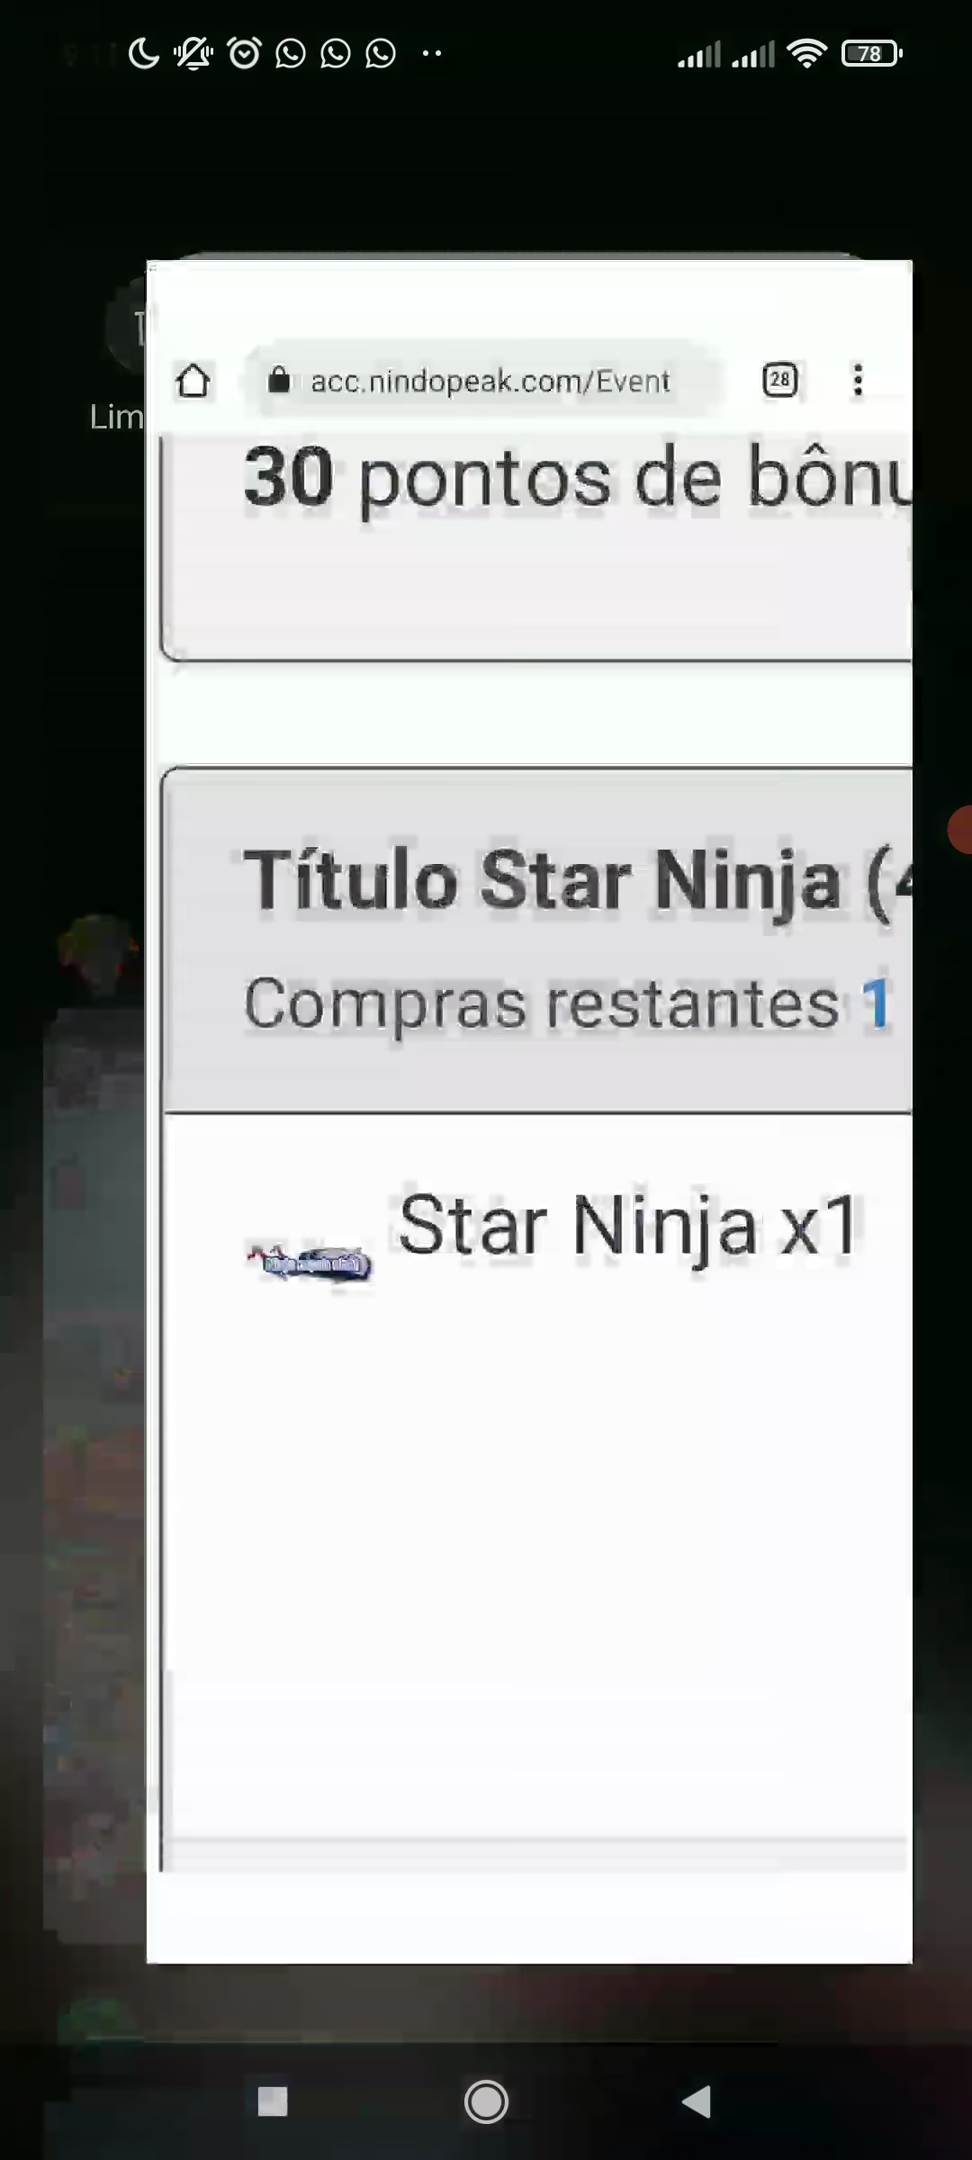 78
Lim
acc.nindopeak.com/Event
28
30 pontos de bônu
Título Star Ninja (4
Compras restantes 1
Star Ninja x1